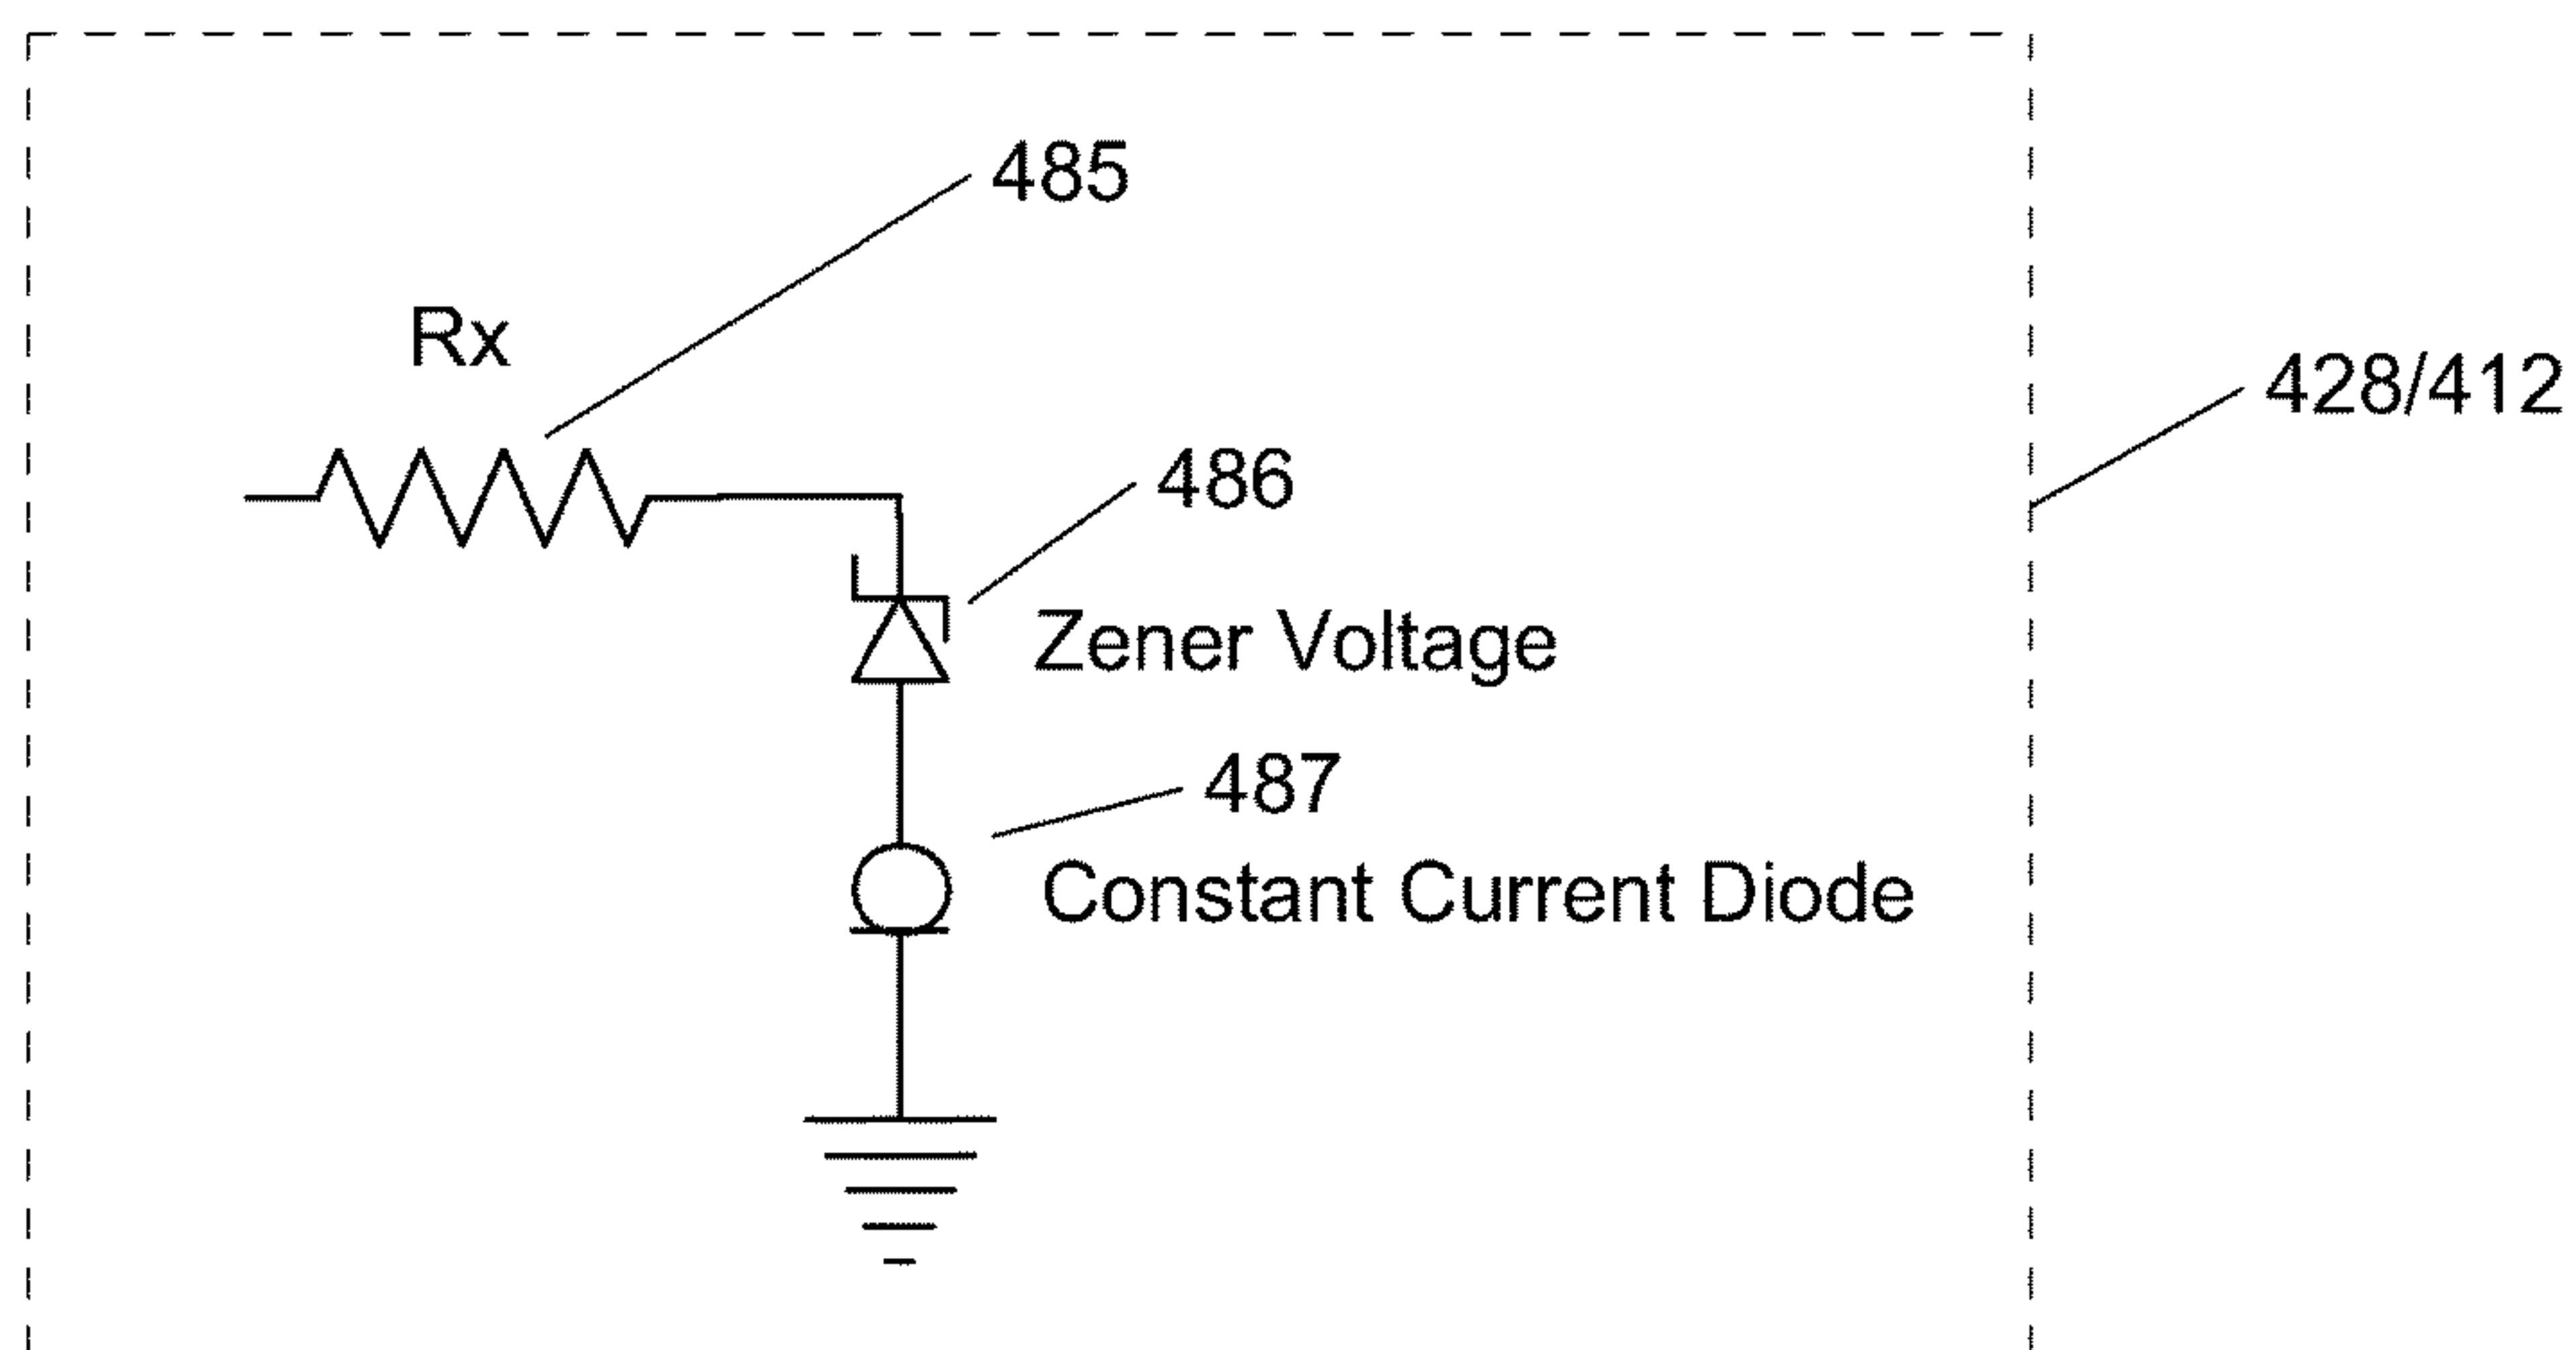 485
Rx
428/412
486
Zener Voltage
487
Constant Current Diode